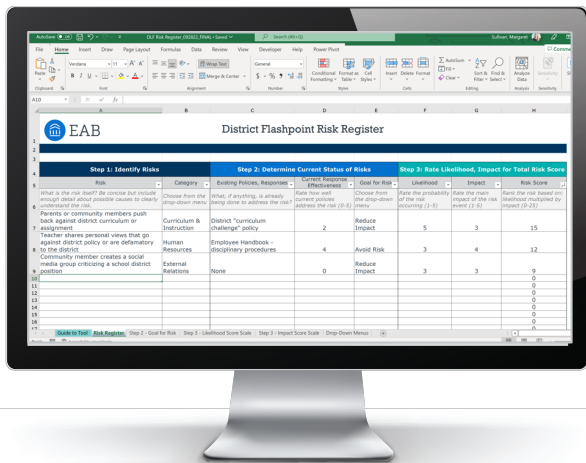 AutoSave
DLF Risk Register_092022_FINAL • Saved
Search (Alt+Q)
Sullivan, Margaret
File Home Insert Draw Page Layout Formulas Data Review View Developer Help Power Pivot
Comme
Paste
Verdana 11
B I U
Wrap Text
Merge & Center
General
$ % 9
Conditional Formatting
Format as Table
Cell Styles
Insert Delete Format
AutoSum
Fill
Clear
Sort & Filter
Find & Select
Analyze Data
Sensitivity
Clipboard Font Alignment Number Styles Cells Editing Analysis Sensitivity
A10 fx
A B C D E F G H
EAB District Flashpoint Risk Register
Step 1: Identify Risks Step 2: Determine Current Status of Risks Step 3: Rate Likelihood, Impact for Total Risk Score
Risk Category Existing Policies, Responses Current Response Effectiveness Goal for Risk Likelihood Impact Risk Score
What is the risk itself? Be concise but include enough detail about possible causes to clearly understand the risk.
Choose from the drop-down menu
What, if anything, is already being done to address the risk?
Rate how well current policies address the risk (0-5)
Choose from the drop-down menu
Rate the probability of the risk occurring (1-5)
Rate the main impact of the risk event (1-5)
Rank the risk based on likelihood multiplied by impact (0-25)
Parents or community members push back against district curriculum or assignment
Curriculum & Instruction
District "curriculum challenge" policy
2
Reduce Impact
5 3 15
Teacher shares personal views that go against district policy or are defamatory to the district
Human Resources
Employee Handbook - disciplinary procedures
4 Avoid Risk 3 4 12
Community member creates a social media group criticizing a school district position
External Relations
None 0
Reduce Impact
3 3 9
10 0
11 0
12 0
13 0
14 0
15 0
16 0
0
Guide to Tool Risk Register Step 2 - Goal for Risk Step 3 - Likelihood Score Scale Step 3 - Impact Score Scale Drop-Down Menus